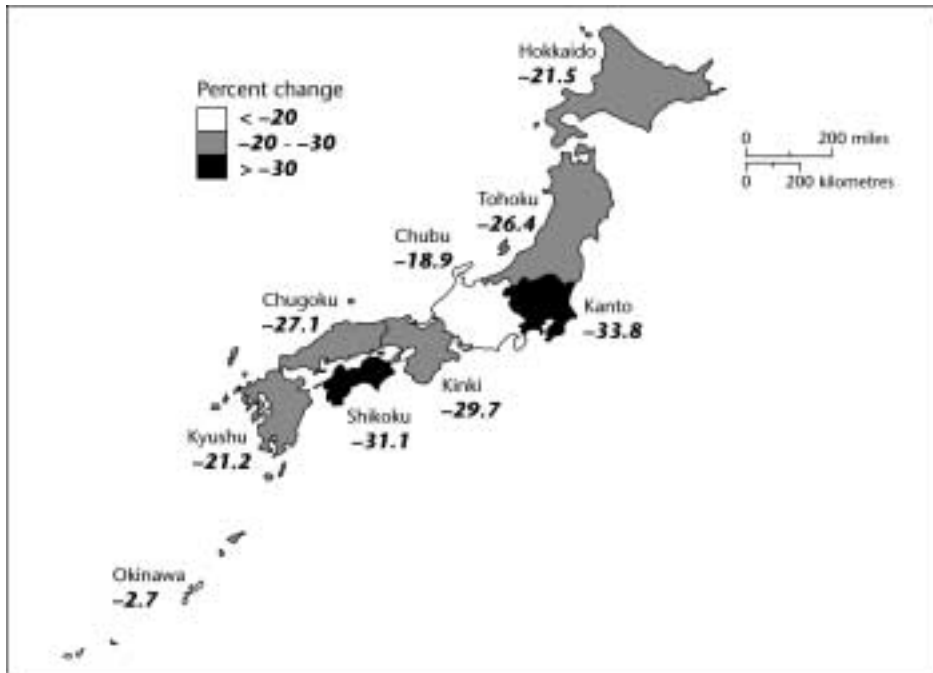 Hokkaido
–21.5
Percent change
< –20
–20 - –30
> –30
0 200 miles
0 200 kilometres
Tohoku
–26.4
Chubu
–18.9
Chugoku
–27.1
Kanto
–33.8
Kinki
–29.7
Shikoku
–31.1
Kyushu
–21.2
Okinawa
–2.7